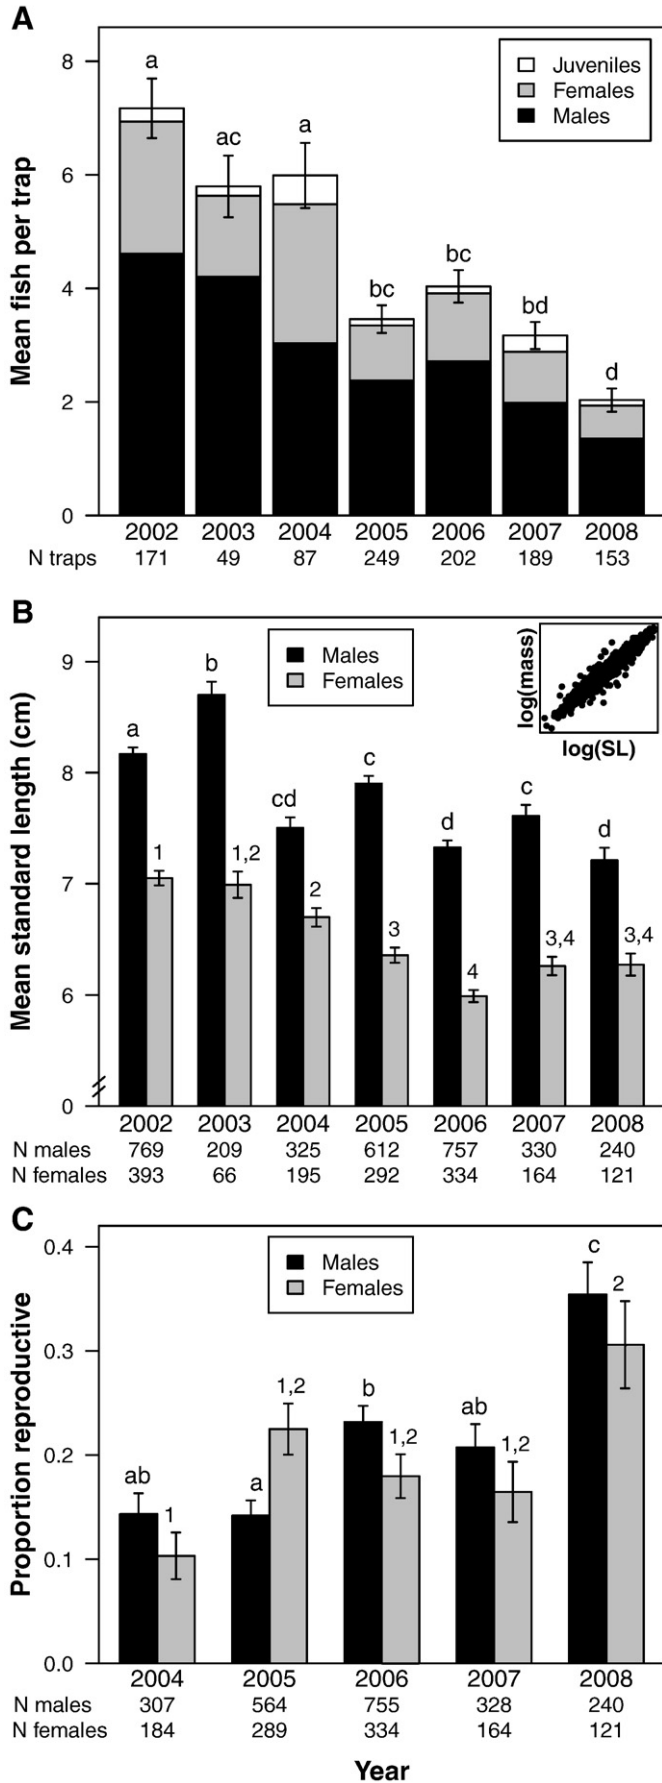 A
Mean fish per trap
8
6
4
2
0
Juveniles
Females
Males
a
ac
a
bc
bc
bd
d
2002 2003 2004 2005 2006 2007 2008
N traps 171 49 87 249 202 189 153
B
Mean standard length (cm)
9
8
7
6
0
Males
Females
log(mass)
log(SL)
a
1
b
1,2
cd
2
c
3
d
4
c
3,4
d
3,4
2002 2003 2004 2005 2006 2007 2008
N males 769 209 325 612 757 330 240
N females 393 66 195 292 334 164 121
C
Proportion reproductive
0.4
0.3
0.2
0.1
0.0
Males
Females
ab
1
a
1,2
b
1,2
ab
1,2
c
2
2004 2005 2006 2007 2008
N males 307 564 755 328 240
N females 184 289 334 164 121
Year